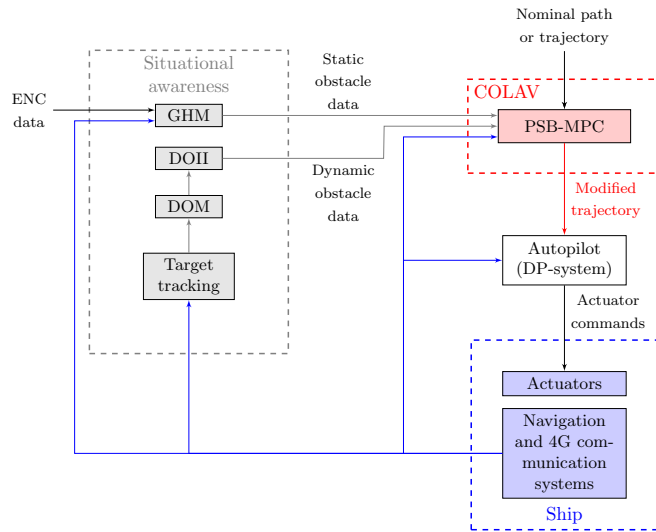 Nominal path
or trajectory
Situational
awareness
Static
obstacle
data
COLAV
ENC
data
GHM
PSB-MPC
DOII
Dynamic
obstacle
data
DOM
Modified
trajectory
Target
tracking
Autopilot
(DP-system)
Actuator
commands
Actuators
Navigation
and 4G com-
munication
systems
Ship